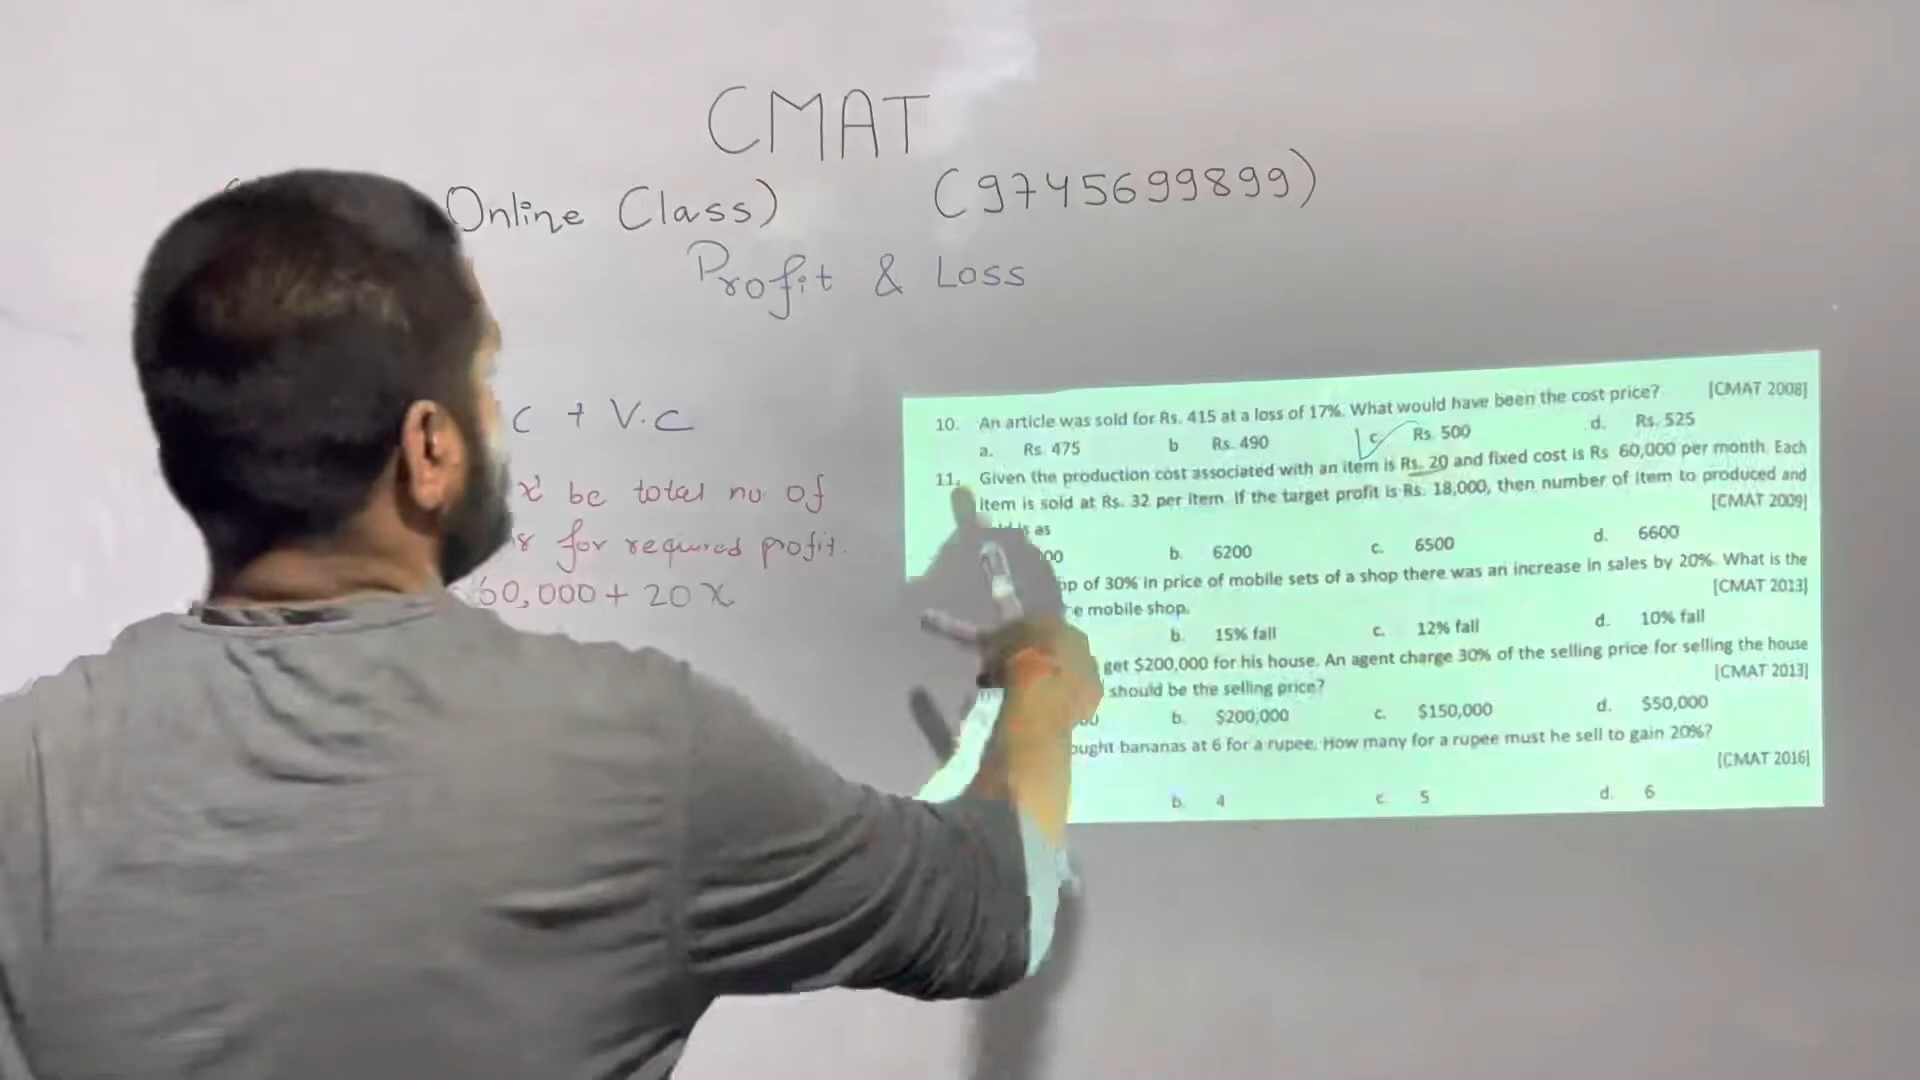 CMAT
Online Class) (9745699899)
Profit & Loss
C + V.C
x be total no of
for required profit.
60,000 + 20x
10. An article was sold for Rs. 415 at a loss of 17%. What would have been the cost price? [CMAT 2008]
a. Rs. 475 b Rs. 490 c. Rs. 500 d. Rs. 525
11. Given the production cost associated with an item is Rs. 20 and fixed cost is Rs 60,000 per month. Each
item is sold at Rs. 32 per item. If the target profit is Rs. 18,000, then number of item to produced and
as [CMAT 2009]
b. 6200 c. 6500 d. 6600
of 30% in price of mobile sets of a shop there was an increase in sales by 20%. What is the
mobile shop. [CMAT 2013]
b. 15% fall c. 12% fall d. 10% fall
get $200,000 for his house. An agent charge 30% of the selling price for selling the house
should be the selling price? [CMAT 2013]
b. $200,000 c. $150,000 d. $50,000
bananas at 6 for a rupee. How many for a rupee must he sell to gain 20%?
[CMAT 2016]
b. 4 c. 5 d. 6